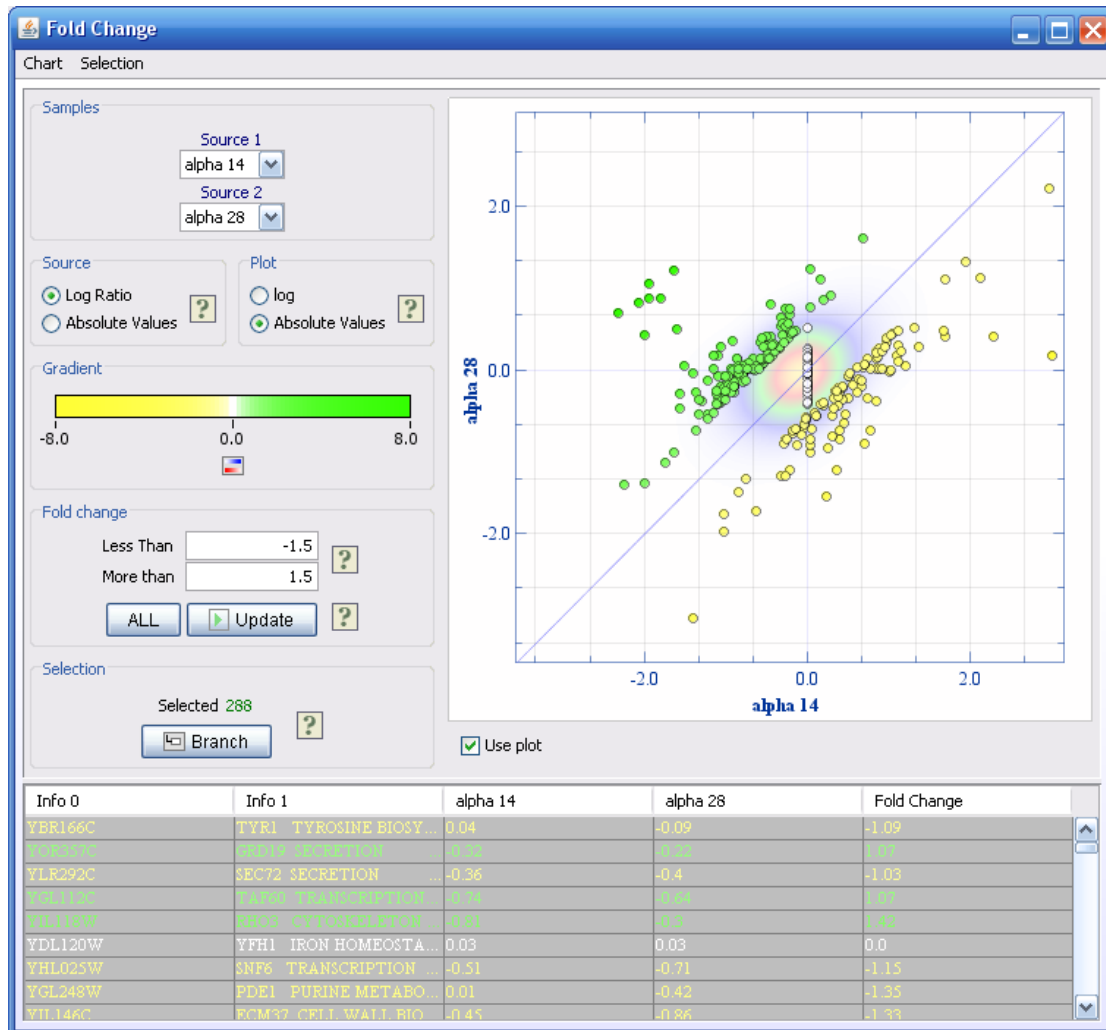 Fold Change
Chart Selection
Samples
Source 1
alpha 14
Source 2
alpha 28
Source
Log Ratio
Absolute Values
?
Plot
log
Absolute Values
?
Gradient
-8.0 0.0 8.0
Fold change
Less Than -1.5
More than 1.5
?
ALL Update ?
Selection
Selected 288
Branch
?
alpha 28
2.0
0.0
-2.0
-2.0 0.0 2.0
alpha 14
Use plot
Info 0 Info 1 alpha 14 alpha 28 Fold Change
YBR166C TYR1 TYROSINE BIOSY... 0.04 -0.09 -1.09
YOR357C GRD19 SECRETION ... -0.32 -0.22 1.07
YLR292C SEC72 SECRETION ... -0.36 -0.4 -1.03
YGL112C TAF60 TRANSCRIPTION... -0.74 -0.64 1.07
YIL118W RHO3 CYTOSKELETON ... -0.81 -0.3 1.42
YDL120W YFH1 IRON HOMEOSTA... 0.03 0.03 0.0
YHL025W SNF6 TRANSCRIPTION ... -0.51 -0.71 -1.15
YGL248W PDE1 PURINE METABO... 0.01 -0.42 -1.35
YIL146C ECM37 CELL WALL BIO... -0.45 -0.86 -1.33